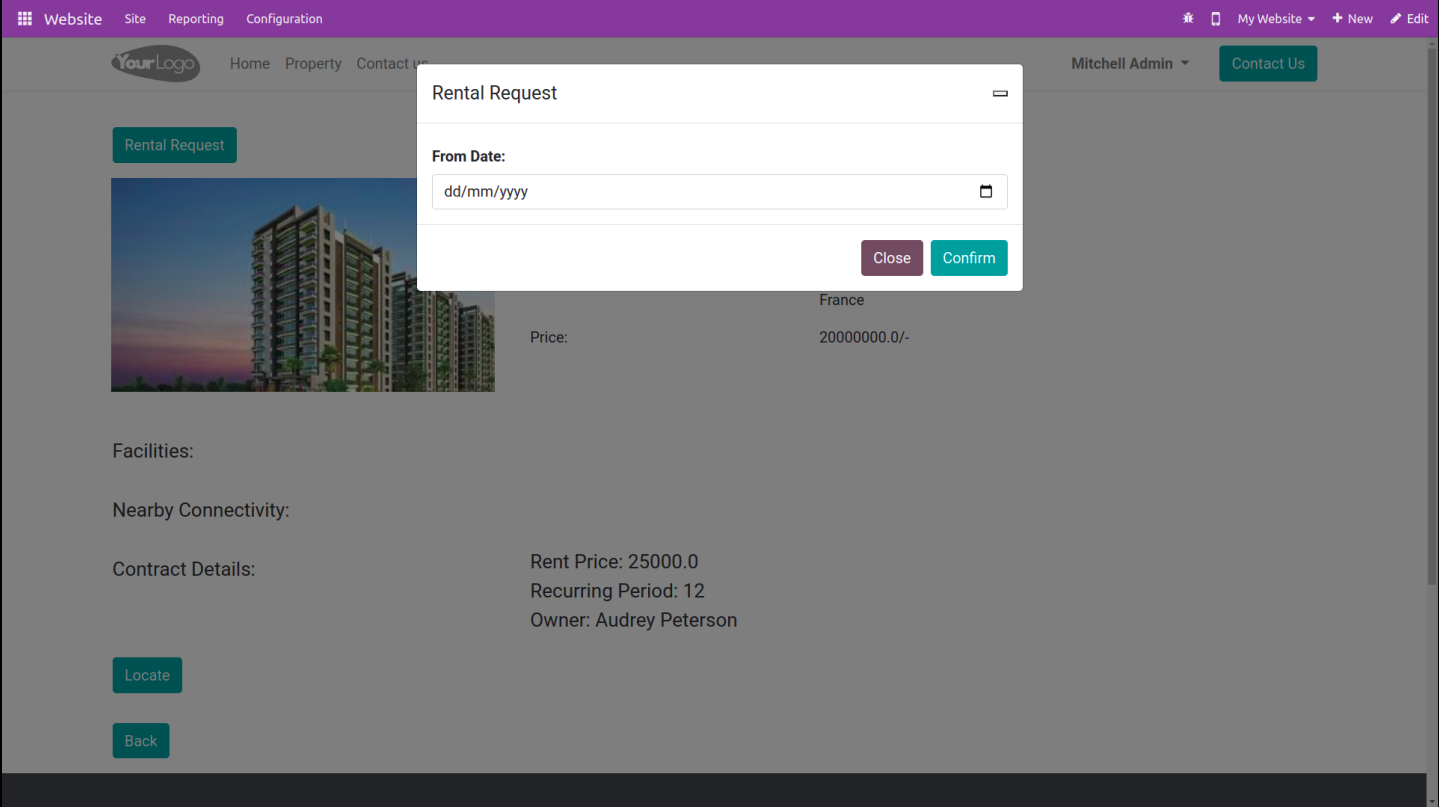 Website Site Reporting Configuration My Website New Edit
YourLogo Home Property Contact us Mitchell Admin Contact Us
Rental Request
From Date:
dd/mm/yyyy
Close Confirm
Rental Request
France
Price: 20000000.0/-
Facilities:
Nearby Connectivity:
Contract Details:
Rent Price: 25000.0
Recurring Period: 12
Owner: Audrey Peterson
Locate
Back